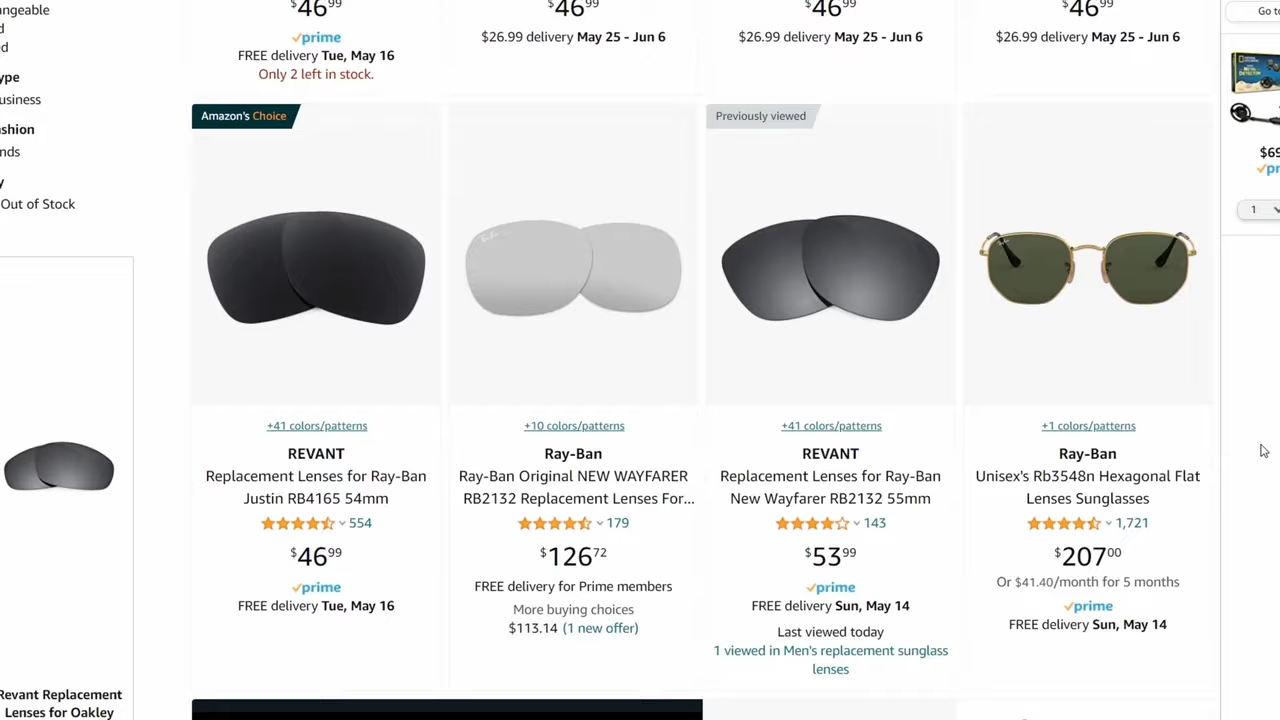 angeable
d
ed
ype
usiness
ashion
nds
y
Out of Stock
$46 99
prime
FREE delivery Tue, May 16
Only 2 left in stock.
$46 99
$26.99 delivery May 25 - Jun 6
$46 99
$26.99 delivery May 25 - Jun 6
$46 99
$26.99 delivery May 25 - Jun 6
Amazon's Choice
+41 colors/patterns
REVANT
Replacement Lenses for Ray-Ban
Justin RB4165 54mm
554
$46 99
prime
FREE delivery Tue, May 16
Ray-Ban
+10 colors/patterns
Ray-Ban
Ray-Ban Original NEW WAYFARER
RB2132 Replacement Lenses For...
179
$126 72
FREE delivery for Prime members
More buying choices
$113.14 (1 new offer)
Previously viewed
+41 colors/patterns
REVANT
Replacement Lenses for Ray-Ban
New Wayfarer RB2132 55mm
143
$53 99
prime
FREE delivery Sun, May 14
Last viewed today
1 viewed in Men's replacement sunglass
lenses
+1 colors/patterns
Ray-Ban
Unisex's Rb3548n Hexagonal Flat
Lenses Sunglasses
1,721
$207 00
Or $41.40/month for 5 months
prime
FREE delivery Sun, May 14
Revant Replacement
Lenses for Oakley
Go to
METAL
DETECTOR
$69
pr
1